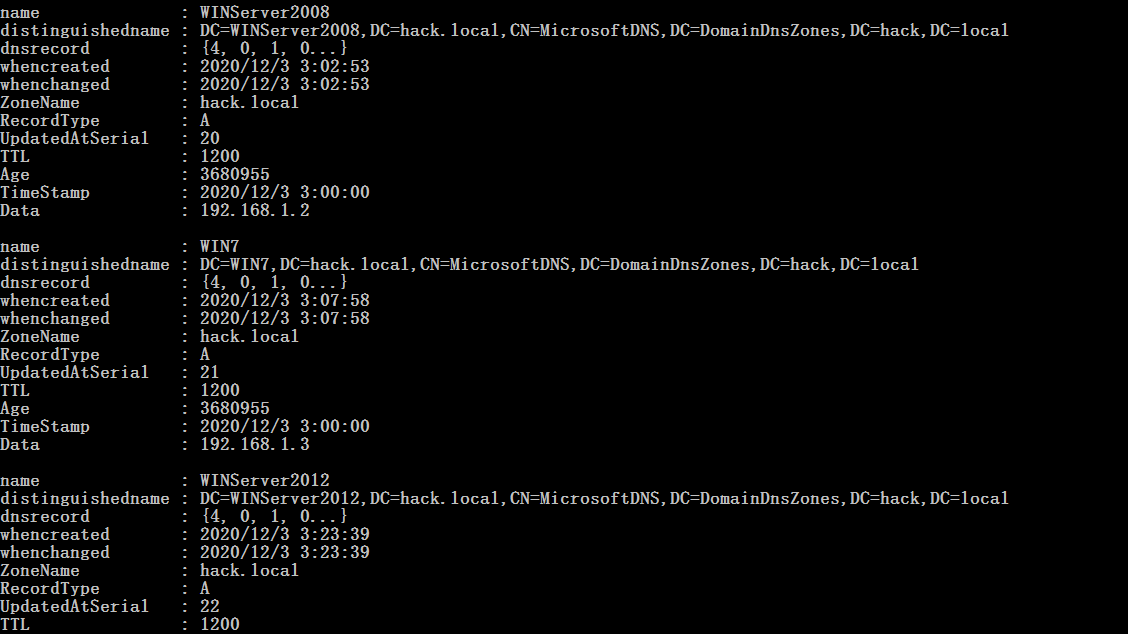 name               : WINServer2008
distinguishedname : DC=WINServer2008,DC=hack.local,CN=MicrosoftDNS,DC=DomainDnsZones,DC=hack,DC=local
dnsrecord         : {4, 0, 1, 0...}
whencreated       : 2020/12/3 3:02:53
whenchanged       : 2020/12/3 3:02:53
ZoneName          : hack.local
RecordType        : A
UpdatedAtSerial   : 20
TTL               : 1200
Age               : 3680955
TimeStamp         : 2020/12/3 3:00:00
Data              : 192.168.1.2

name              : WIN7
distinguishedname : DC=WIN7,DC=hack.local,CN=MicrosoftDNS,DC=DomainDnsZones,DC=hack,DC=local
dnsrecord         : {4, 0, 1, 0...}
whencreated       : 2020/12/3 3:07:58
whenchanged       : 2020/12/3 3:07:58
ZoneName          : hack.local
RecordType        : A
UpdatedAtSerial   : 21
TTL               : 1200
Age               : 3680955
TimeStamp         : 2020/12/3 3:00:00
Data              : 192.168.1.3

name              : WINServer2012
distinguishedname : DC=WINServer2012,DC=hack.local,CN=MicrosoftDNS,DC=DomainDnsZones,DC=hack,DC=local
dnsrecord         : {4, 0, 1, 0...}
whencreated       : 2020/12/3 3:23:39
whenchanged       : 2020/12/3 3:23:39
ZoneName          : hack.local
RecordType        : A
UpdatedAtSerial   : 22
TTL               : 1200